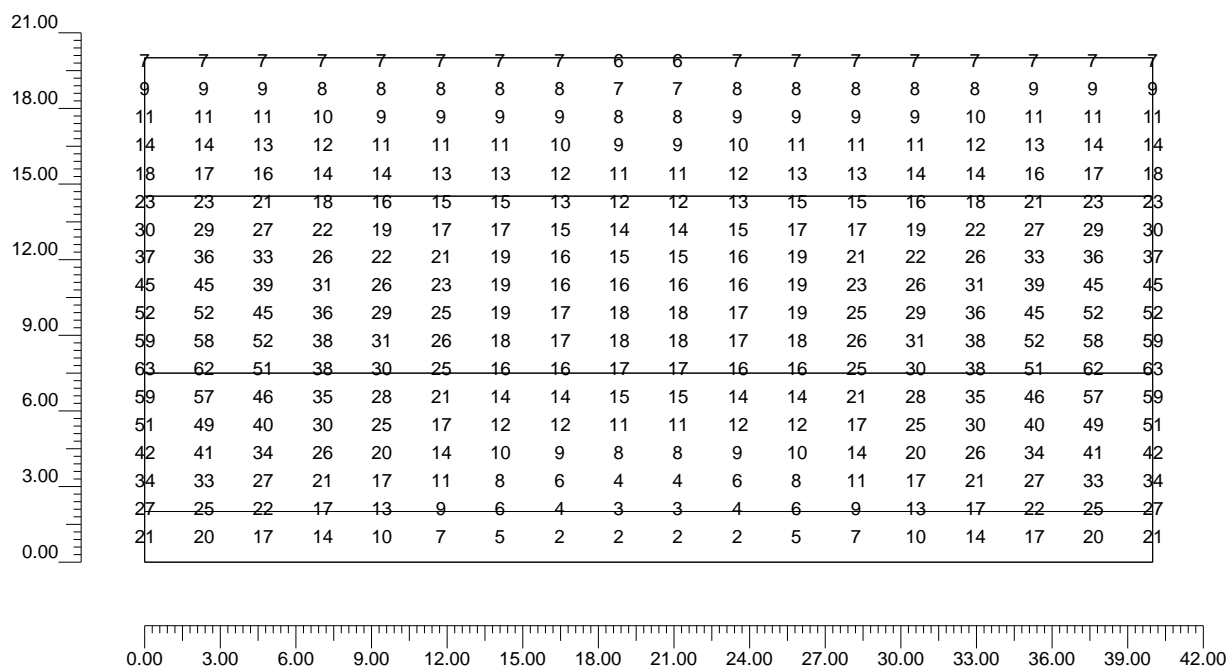 21.00
7 7 7 7 7 7 7 7 6 6 7 7 7 7 7 7 7 7
9 9 9 8 8 8 8 8 7 7 8 8 8 8 8 9 9 9
18.00
11 11 11 10 9 9 9 9 8 8 9 9 9 9 10 11 11 11
14 14 13 12 11 11 11 10 9 9 10 11 11 11 12 13 14 14
18 17 16 14 14 13 13 12 11 11 12 13 13 14 14 16 17 18
15.00
23 23 21 18 16 15 15 13 12 12 13 15 15 16 18 21 23 23
30 29 27 22 19 17 17 15 14 14 15 17 17 19 22 27 29 30
12.00
37 36 33 26 22 21 19 16 15 15 16 19 21 22 26 33 36 37
45 45 39 31 26 23 19 16 16 16 16 19 23 26 31 39 45 45
52 52 45 36 29 25 19 17 18 18 17 19 25 29 36 45 52 52
9.00
59 58 52 38 31 26 18 17 18 18 17 18 26 31 38 52 58 59
63 62 51 38 30 25 16 16 17 17 16 16 25 30 38 51 62 63
59 57 46 35 28 21 14 14 15 15 14 14 21 28 35 46 57 59
6.00
51 49 40 30 25 17 12 12 11 11 12 12 17 25 30 40 49 51
42 41 34 26 20 14 10 9 8 8 9 10 14 20 26 34 41 42
3.00
34 33 27 21 17 11 8 6 4 4 6 8 11 17 21 27 33 34
27 25 22 17 13 9 6 4 3 3 4 6 9 13 17 22 25 27
21 20 17 14 10 7 5 2 2 2 2 5 7 10 14 17 20 21
0.00
0.00 3.00 6.00 9.00 12.00 15.00 18.00 21.00 24.00 27.00 30.00 33.00 36.00 39.00 42.00